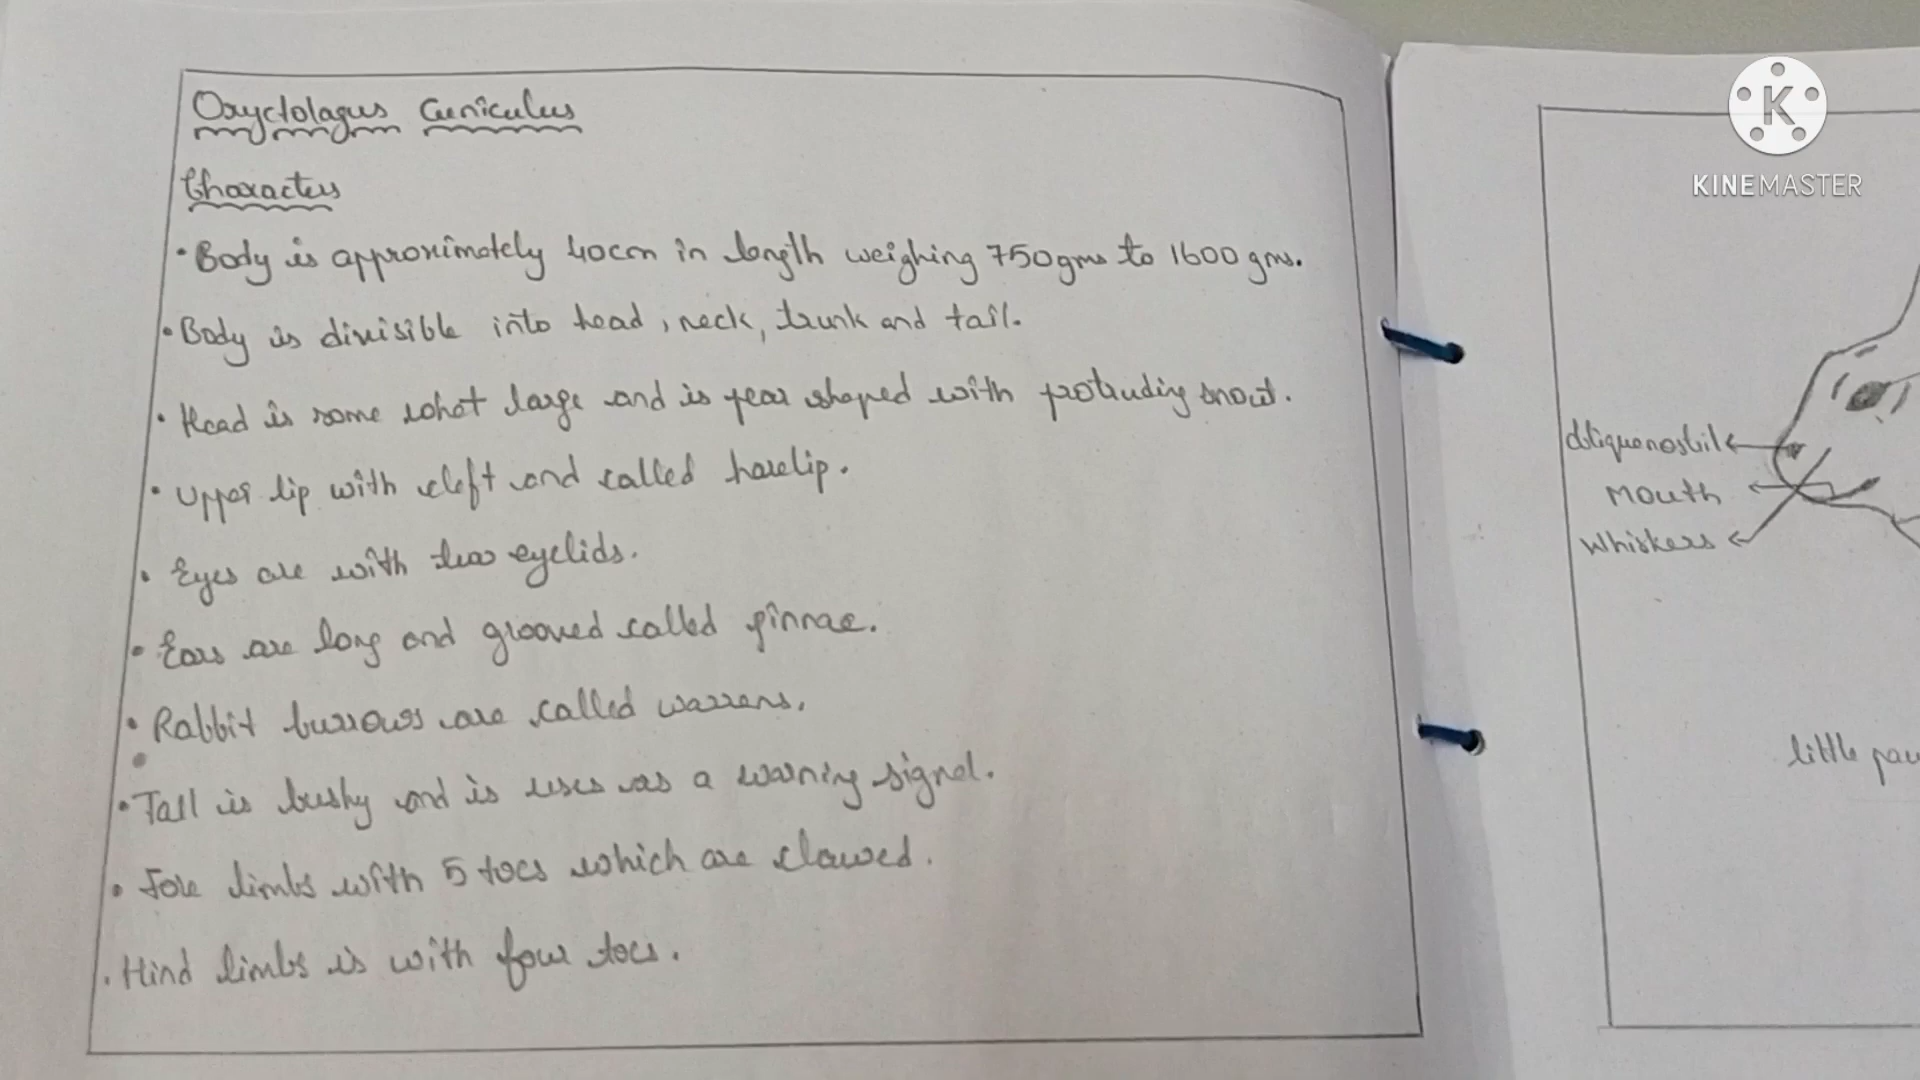 Oryctolagus Cuniculus
Characters
• Body is approximately 40cm in length weighing 750gms to 1600 gms.
• Body is divisible into head, neck, trunk and tail.
• Head is some what large and is pear shaped with protruding snout.
• Upper lip with cleft and called harelip.
• Eyes are with two eyelids.
• Ears are long and grooved called pinnae.
• Rabbit burrows are called warrens.
• Tall is bushy and is uses as a warning signal.
• Fore limbs with 5 toes which are clawed.
• Hind limbs is with four toes.
K
KINEMASTER
obliquenostril
Mouth
Whiskers
little pau